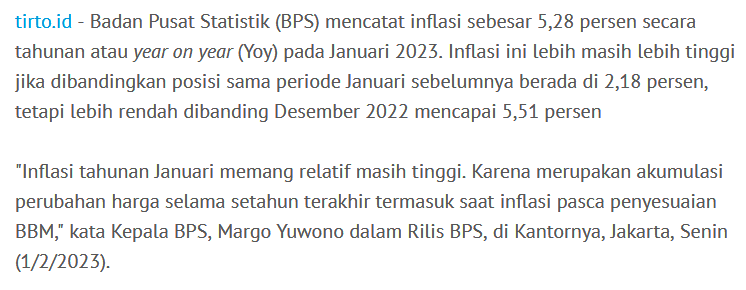 tirto.id - Badan Pusat Statistik (BPS) mencatat inflasi sebesar 5,28 persen secara
tahunan atau year on year (Yoy) pada Januari 2023. Inflasi ini lebih masih lebih tinggi
jika dibandingkan posisi sama periode Januari sebelumnya berada di 2,18 persen,
tetapi lebih rendah dibanding Desember 2022 mencapai 5,51 persen
"Inflasi tahunan Januari memang relatif masih tinggi. Karena merupakan akumulasi
perubahan harga selama setahun terakhir termasuk saat inflasi pasca penyesuaian
BBM," kata Kepala BPS, Margo Yuwono dalam Rilis BPS, di Kantornya, Jakarta, Senin
(1/2/2023).